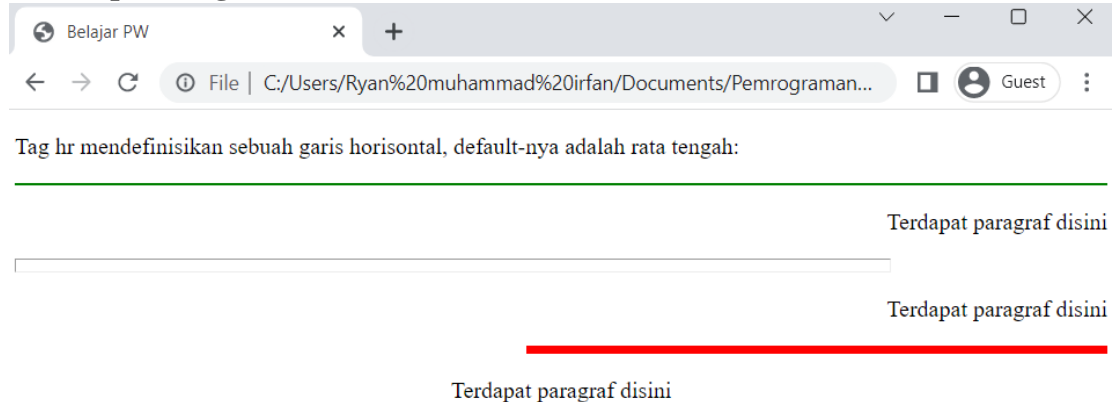 Belajar PW
File | C:/Users/Ryan%20muhammad%20irfan/Documents/Pemrograman...
Guest
Tag hr mendefinisikan sebuah garis horisontal, default-nya adalah rata tengah:
Terdapat paragraf disini
Terdapat paragraf disini
Terdapat paragraf disini